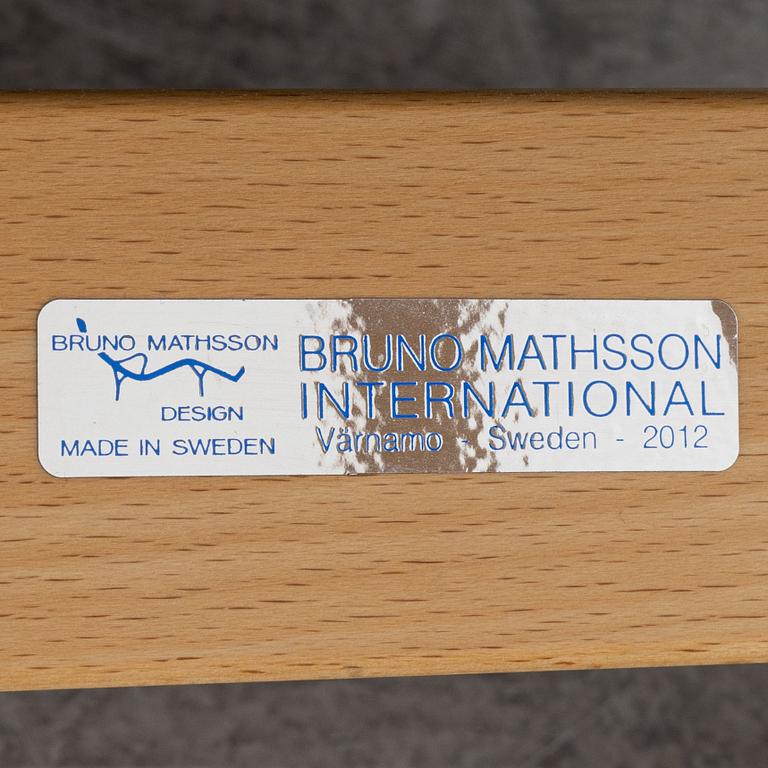 BRUNO MATHSSON
DESIGN
MADE IN SWEDEN
BRUNO MATHSSON
INTERNATIONAL
Värnamo - Sweden - 2012